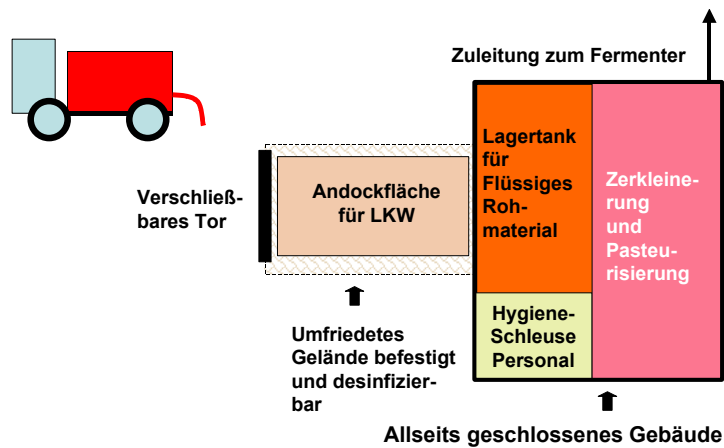 Zuleitung zum Fermenter
Lagertank
für
Flüssiges
Roh-
material
Zerkleine-
rung
und
Pasteu-
risierung
Verschließ-
bares Tor
Andockfläche
für LKW
Hygiene-
Schleuse
Personal
Umfriedetes
Gelände befestigt
und desinfizier-
bar
Allseits geschlossenes Gebäude